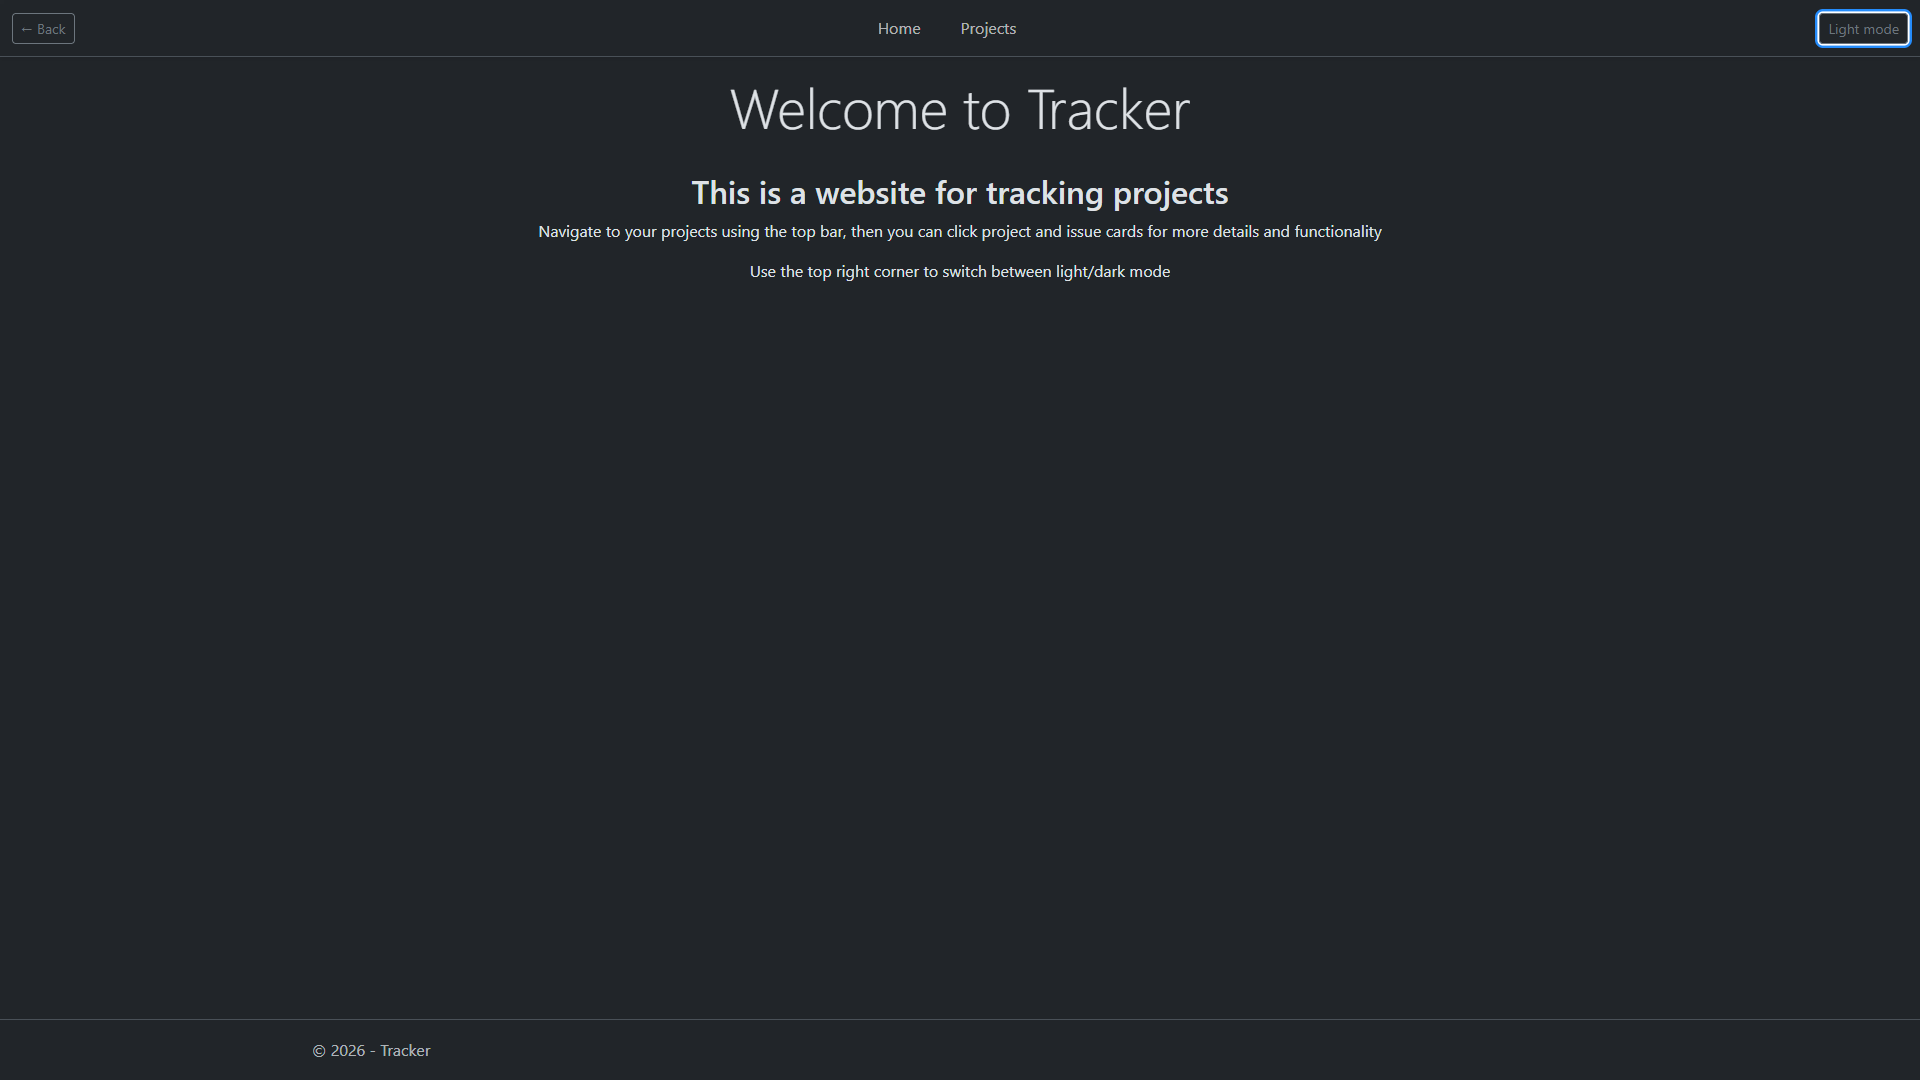 ← Back
Home
Projects
Light mode
Welcome to Tracker
This is a website for tracking projects
Navigate to your projects using the top bar, then you can click project and issue cards for more details and functionality
Use the top right corner to switch between light/dark mode
© 2026 - Tracker